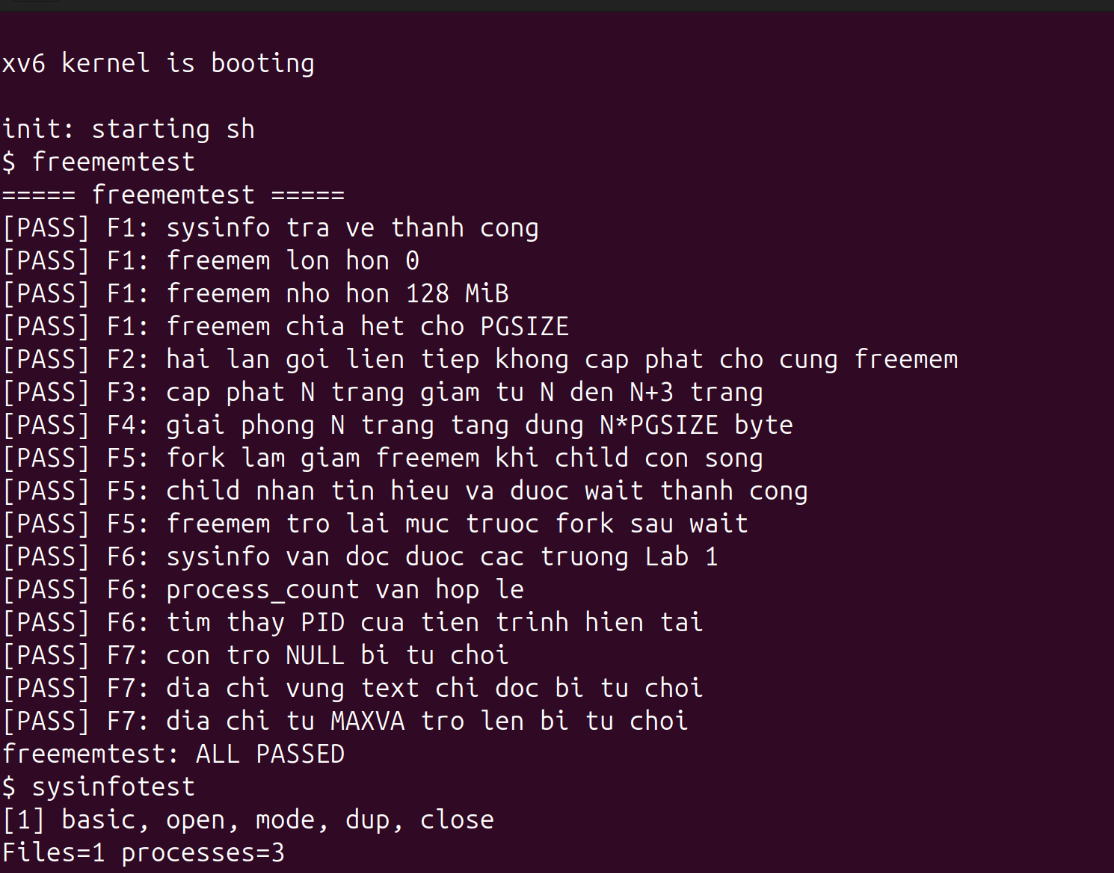 xv6 kernel is booting
init: starting sh
$ freememtest
===== freememtest =====
[PASS] F1: sysinfo tra ve thanh cong
[PASS] F1: freemem lon hon 0
[PASS] F1: freemem nho hon 128 MiB
[PASS] F1: freemem chia het cho PGSIZE
[PASS] F2: hai lan goi lien tiep khong cap phat cho cung freemem
[PASS] F3: cap phat N trang giam tu N den N+3 trang
[PASS] F4: giai phong N trang tang dung N*PGSIZE byte
[PASS] F5: fork lam giam freemem khi child con song
[PASS] F5: child nhan tin hieu va duoc wait thanh cong
[PASS] F5: freemem tro lai muc truoc fork sau wait
[PASS] F6: sysinfo van doc duoc cac truong Lab 1
[PASS] F6: process_count van hop le
[PASS] F6: tim thay PID cua tien trinh hien tai
[PASS] F7: con tro NULL bi tu choi
[PASS] F7: dia chi vung text chi doc bi tu choi
[PASS] F7: dia chi tu MAXVA tro len bi tu choi
freememtest: ALL PASSED
$ sysinfotest
[1] basic, open, mode, dup, close
Files=1 processes=3